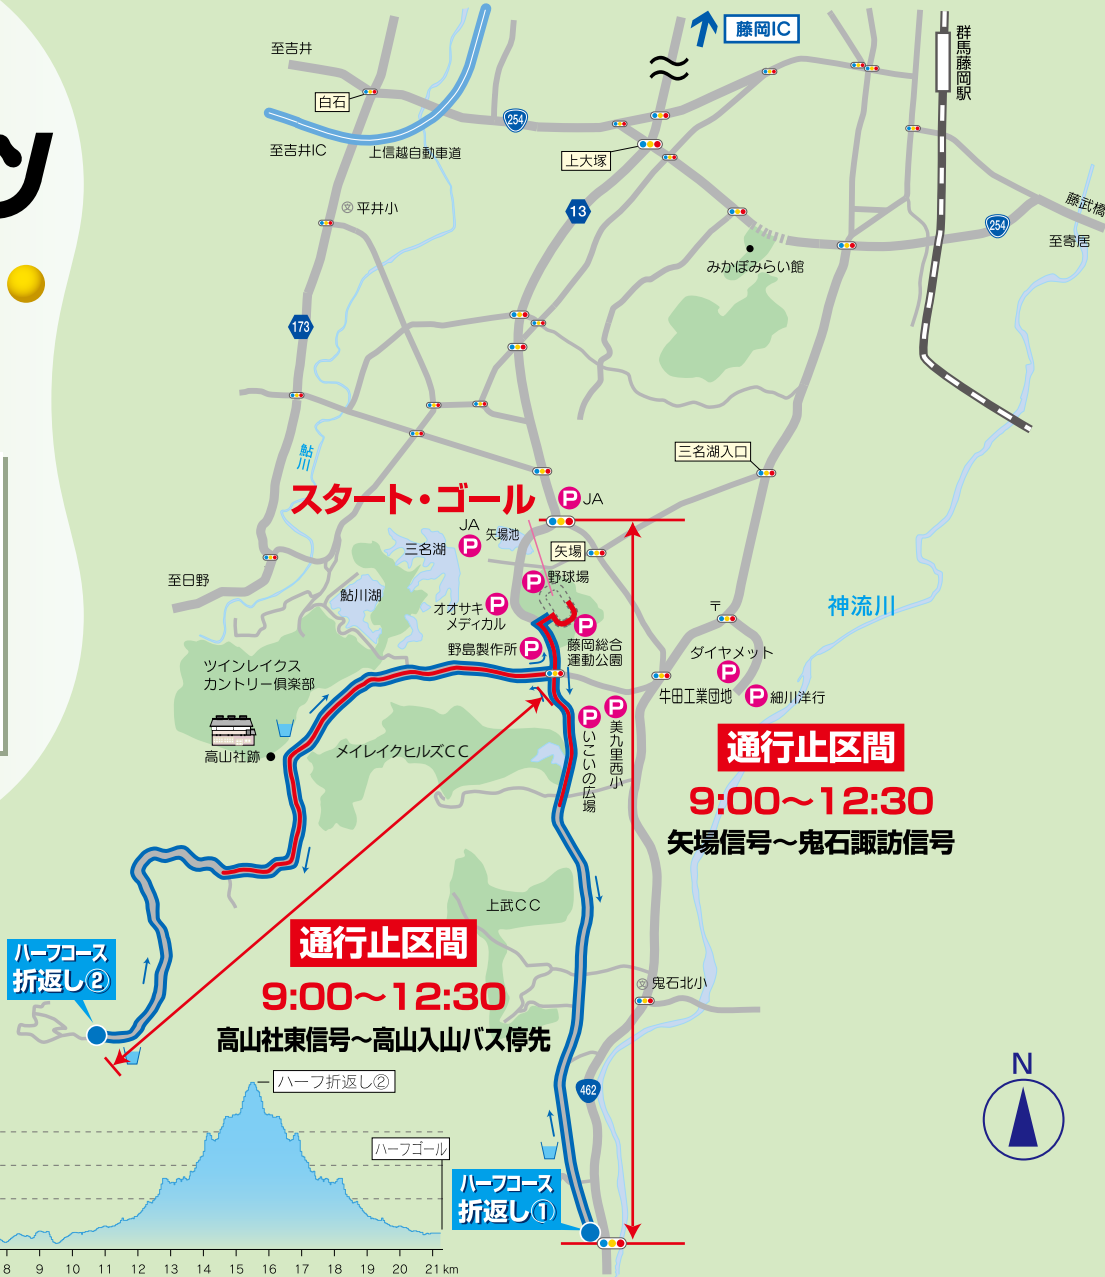 藤岡IC
群馬藤岡駅
至吉井
白石
254
至吉井IC
上信越自動車道
上大塚
平井小
13
藤武橋
254
至寄居
みかぼみらい館
173
鮎川
三名湖入口
スタート・ゴール
JA
JA
矢場池
三名湖
矢場
野球場
至日野
鮎川湖
オオサキ
メディカル
神流川
〒
野島製作所
藤岡総合
運動公園
ダイヤメット
ツインレイクス
カントリー倶楽部
牛田工業団地
細川洋行
美九里西小
いこいの広場
高山社跡
メイレイクヒルズCC
通行止区間
9:00〜12:30
矢場信号〜鬼石諏訪信号
上武CC
通行止区間
9:00〜12:30
高山社東信号〜高山入山バス停先
ハーフコース
折返し②
鬼石北小
N
462
ハーフ折返し②
ハーフゴール
ハーフコース
折返し①
8 9 10 11 12 13 14 15 16 17 18 19 20 21km
P
P
P
P
P
P
P
P
P
P
文
文